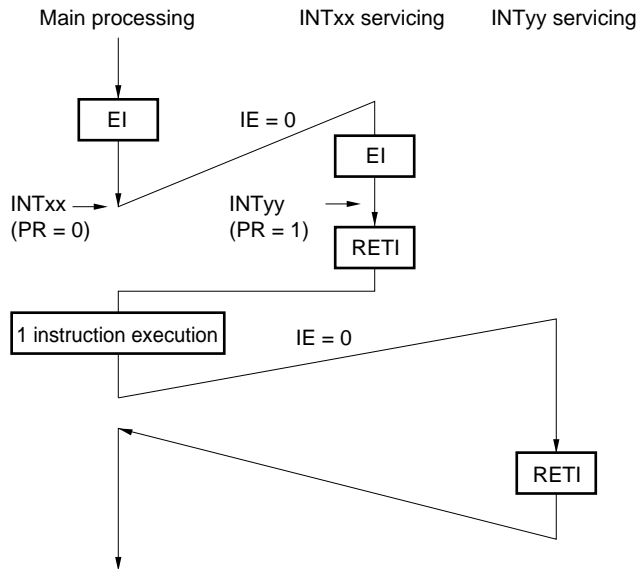 Main processing
INTxx servicing
INTyy servicing
EI
IE = 0
EI
INTxx
(PR = 0)
INTyy
(PR = 1)
RETI
1 instruction execution
IE = 0
RETI